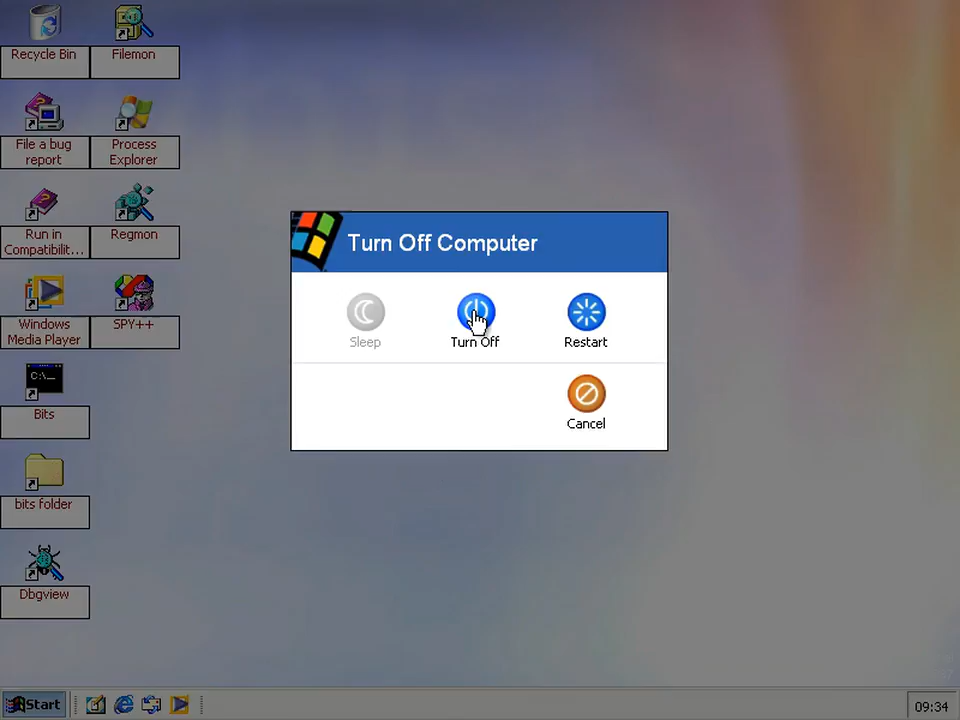 Recycle Bin
Filemon
File a bug
report
Process
Explorer
Run in
Compatibilit...
Regmon
Windows
Media Player
SPY++
C:\_
Bits
bits folder
Dbgview
Turn Off Computer
Sleep
Turn Off
Restart
Cancel
Start
09:34